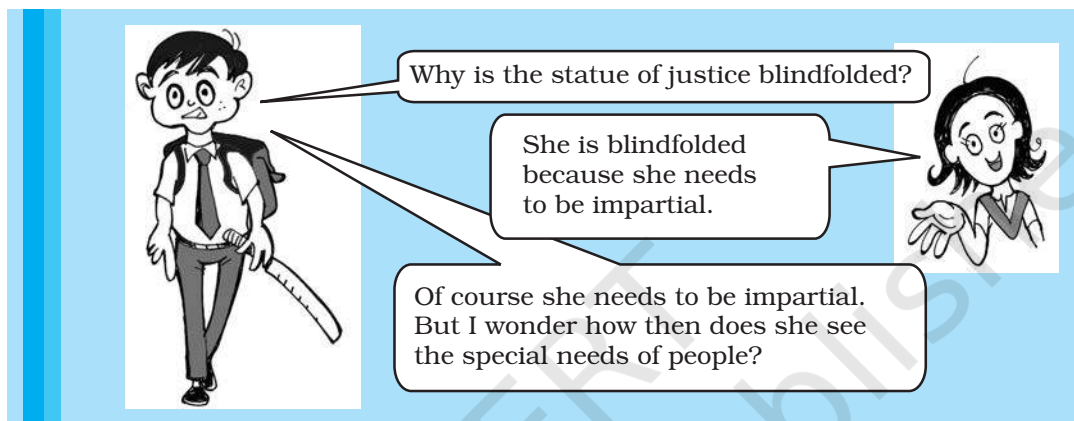 Why is the statue of justice blindfolded?
She is blindfolded
because she needs
to be impartial.
Of course she needs to be impartial.
But I wonder how then does she see
the special needs of people?